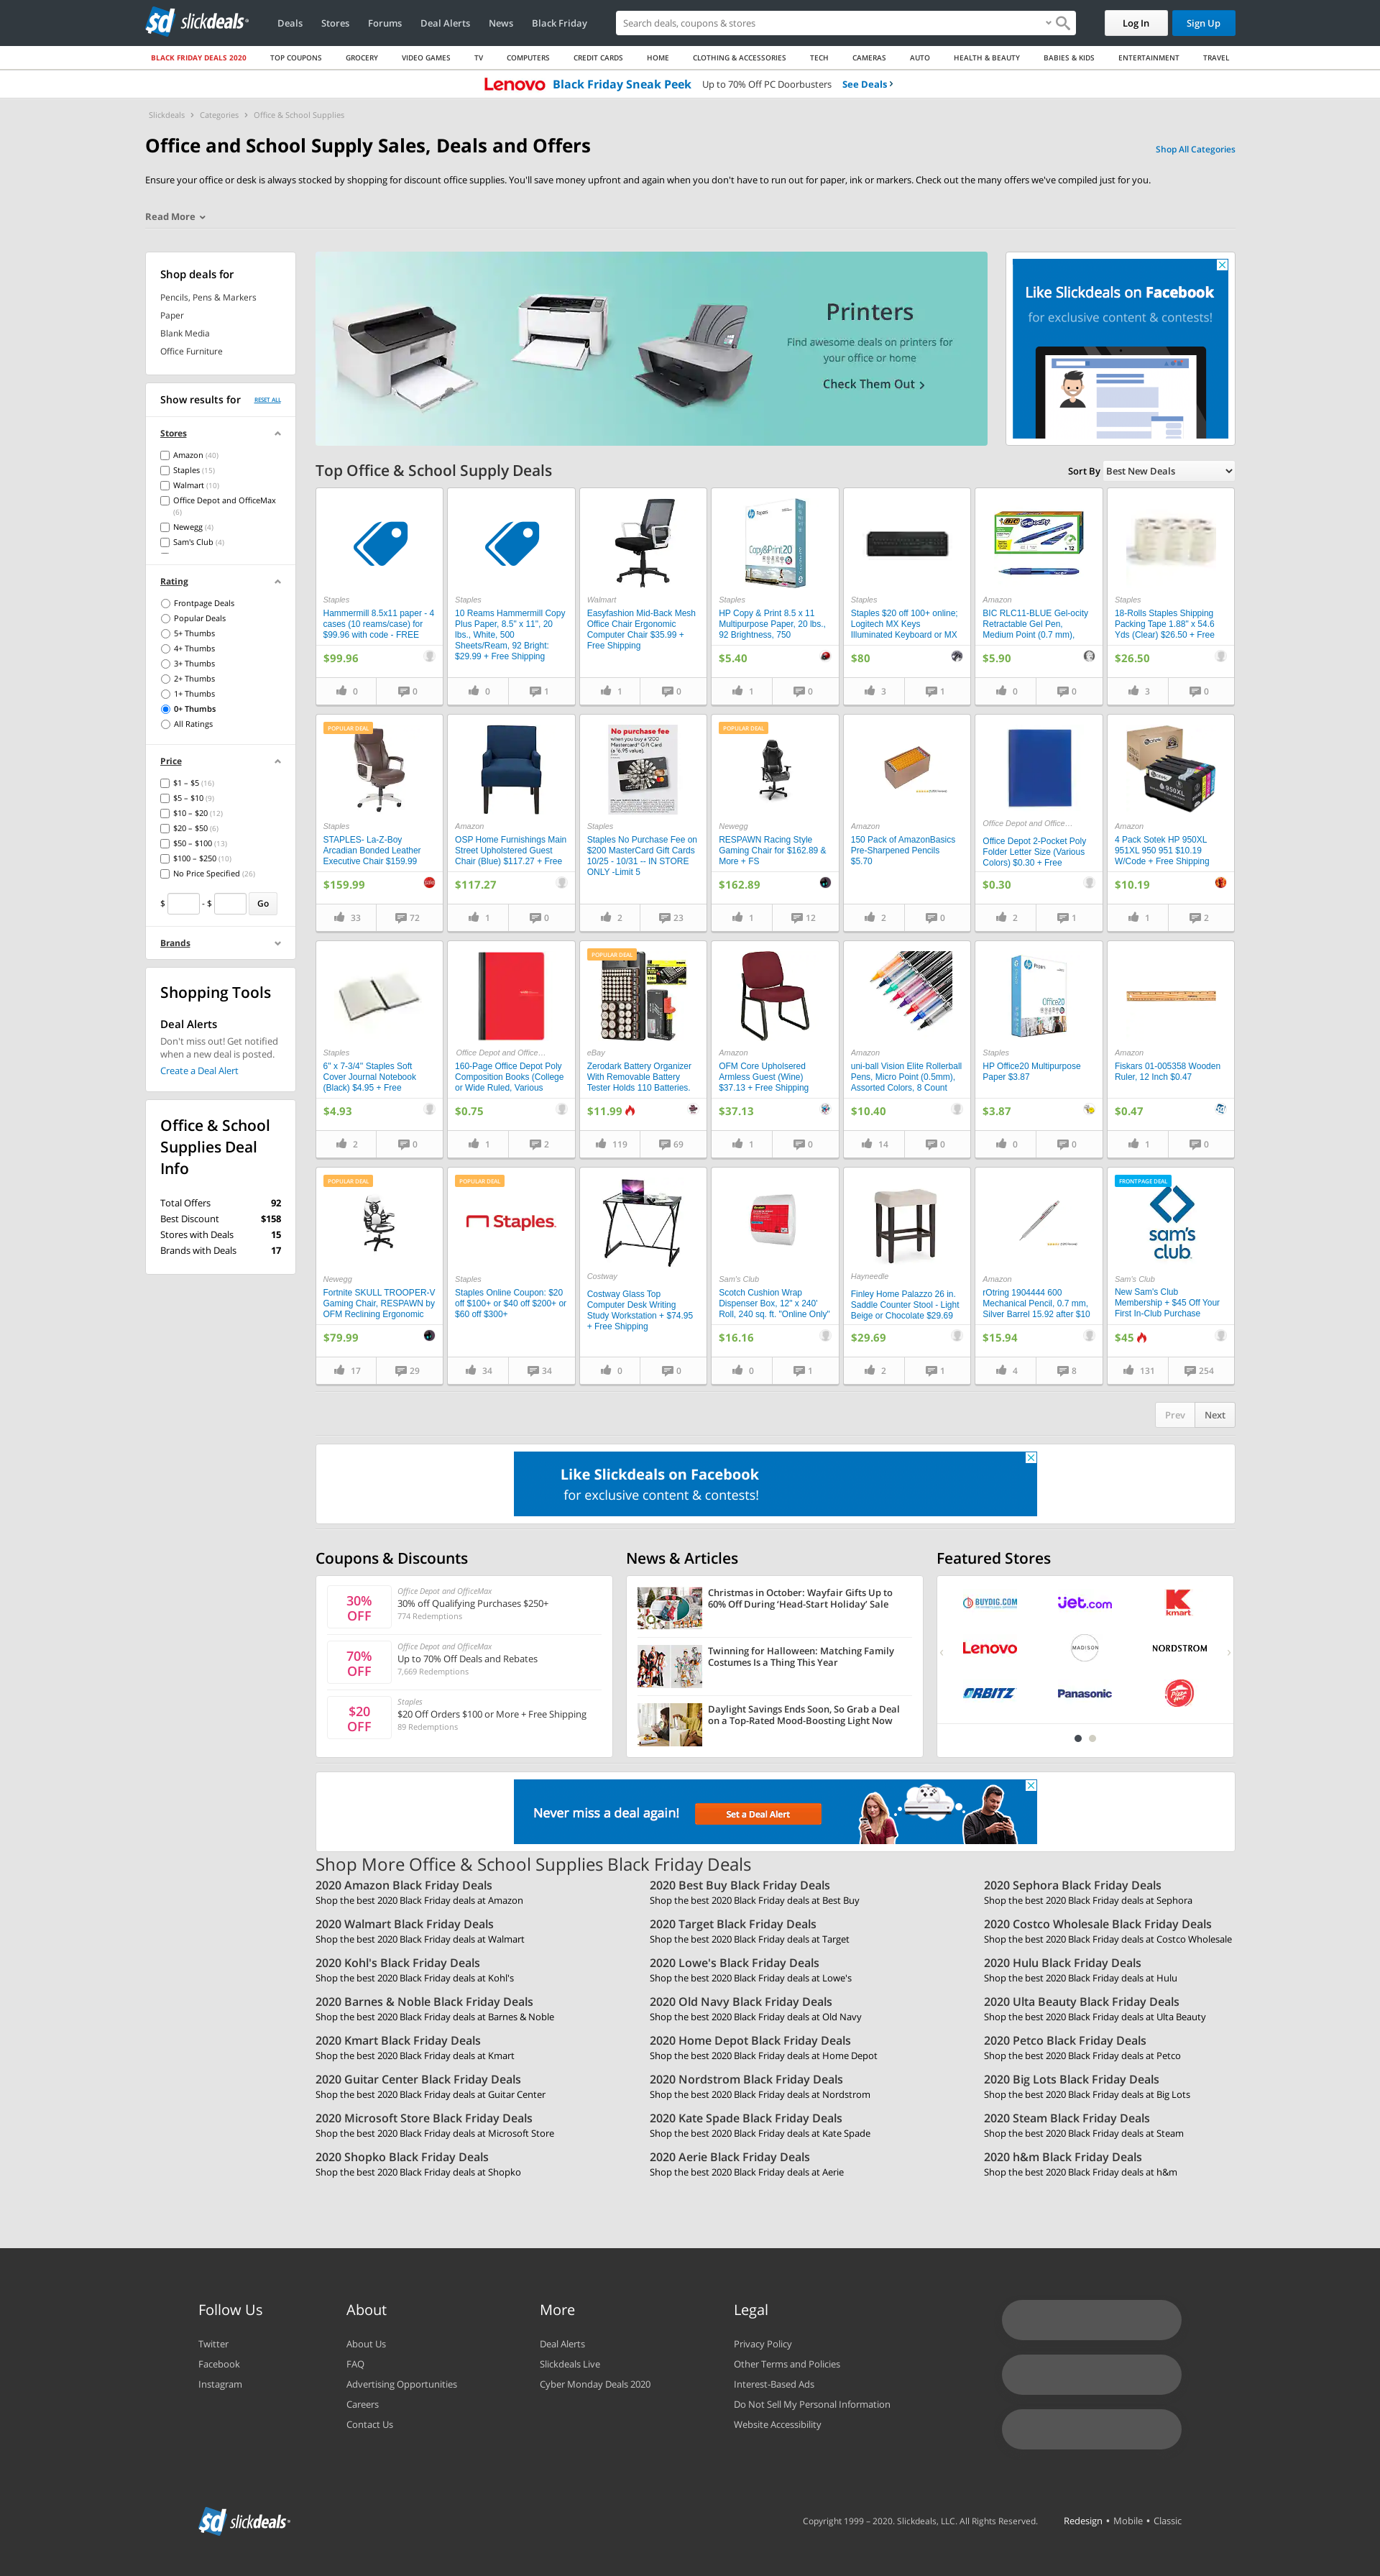 slickdeals
Deals Stores Forums Deal Alerts News Black Friday
Search deals, coupons & stores
Log In Sign Up
BLACK FRIDAY DEALS 2020 TOP COUPONS GROCERY VIDEO GAMES TV COMPUTERS CREDIT CARDS HOME CLOTHING & ACCESSORIES TECH CAMERAS AUTO HEALTH & BEAUTY BABIES & KIDS ENTERTAINMENT TRAVEL
Lenovo Black Friday Sneak Peek Up to 70% Off PC Doorbusters See Deals ›
Slickdeals › Categories › Office & School Supplies
Office and School Supply Sales, Deals and Offers
Shop All Categories
Ensure your office or desk is always stocked by shopping for discount office supplies. You'll save money upfront and again when you don't have to run out for paper, ink or markers. Check out the many offers we've compiled just for you.
Read More
Shop deals for
Pencils, Pens & Markers
Paper
Blank Media
Office Furniture
Show results for RESET ALL
Stores
Amazon (40)
Staples (15)
Walmart (10)
Office Depot and OfficeMax
(6)
Newegg (4)
Sam's Club (4)
Rating
Frontpage Deals
Popular Deals
5+ Thumbs
4+ Thumbs
3+ Thumbs
2+ Thumbs
1+ Thumbs
0+ Thumbs
All Ratings
Price
$1 – $5 (16)
$5 – $10 (9)
$10 – $20 (12)
$20 – $50 (6)
$50 – $100 (13)
$100 – $250 (10)
No Price Specified (26)
$ - $ Go
Brands
Shopping Tools
Deal Alerts
Don't miss out! Get notified
when a new deal is posted.
Create a Deal Alert
Office & School
Supplies Deal
Info
Total Offers 92
Best Discount $158
Stores with Deals 15
Brands with Deals 17
Printers
Find awesome deals on printers for
your office or home
Check Them Out ›
Like Slickdeals on Facebook
for exclusive content & contests!
Top Office & School Supply Deals
Sort By Best New Deals
Staples
Hammermill 8.5x11 paper - 4
cases (10 reams/case) for
$99.96 with code - FREE
$99.96
0 0
Staples
10 Reams Hammermill Copy
Plus Paper, 8.5" x 11", 20
lbs., White, 500
Sheets/Ream, 92 Bright:
$29.99 + Free Shipping
0 1
Walmart
Easyfashion Mid-Back Mesh
Office Chair Ergonomic
Computer Chair $35.99 +
Free Shipping
1 0
Staples
HP Copy & Print 8.5 x 11
Multipurpose Paper, 20 lbs.,
92 Brightness, 750
$5.40
1 0
Staples
Staples $20 off 100+ online;
Logitech MX Keys
Illuminated Keyboard or MX
$80
3 1
Amazon
BIC RLC11-BLUE Gel-ocity
Retractable Gel Pen,
Medium Point (0.7 mm),
$5.90
0 0
Staples
18-Rolls Staples Shipping
Packing Tape 1.88" x 54.6
Yds (Clear) $26.50 + Free
$26.50
3 0
POPULAR DEAL
Staples
STAPLES- La-Z-Boy
Arcadian Bonded Leather
Executive Chair $159.99
$159.99
33 72
Amazon
OSP Home Furnishings Main
Street Upholstered Guest
Chair (Blue) $117.27 + Free
$117.27
1 0
No purchase fee
when you buy a $200
Mastercard® Gift Card
(a $6.95 value).
Staples
Staples No Purchase Fee on
$200 MasterCard Gift Cards
10/25 - 10/31 -- IN STORE
ONLY -Limit 5
2 23
POPULAR DEAL
Newegg
RESPAWN Racing Style
Gaming Chair for $162.89 &
More + FS
$162.89
1 12
Amazon
150 Pack of AmazonBasics
Pre-Sharpened Pencils
$5.70
2 0
Office Depot and Office...
Office Depot 2-Pocket Poly
Folder Letter Size (Various
Colors) $0.30 + Free
$0.30
2 1
950XL
Amazon
4 Pack Sotek HP 950XL
951XL 950 951 $10.19
W/Code + Free Shipping
$10.19
1 2
Staples
6" x 7-3/4" Staples Soft
Cover Journal Notebook
(Black) $4.95 + Free
$4.93
2 0
Office Depot and Office...
160-Page Office Depot Poly
Composition Books (College
or Wide Ruled, Various
$0.75
1 2
POPULAR DEAL
eBay
Zerodark Battery Organizer
With Removable Battery
Tester Holds 110 Batteries.
$11.99
119 69
Amazon
OFM Core Upholsered
Armless Guest (Wine)
$37.13 + Free Shipping
$37.13
1 0
Amazon
uni-ball Vision Elite Rollerball
Pens, Micro Point (0.5mm),
Assorted Colors, 8 Count
$10.40
14 0
Staples
HP Office20 Multipurpose
Paper $3.87
$3.87
0 0
Amazon
Fiskars 01-005358 Wooden
Ruler, 12 Inch $0.47
$0.47
1 0
POPULAR DEAL
Newegg
Fortnite SKULL TROOPER-V
Gaming Chair, RESPAWN by
OFM Reclining Ergonomic
$79.99
17 29
POPULAR DEAL
Staples
Staples
Staples Online Coupon: $20
off $100+ or $40 off $200+ or
$60 off $300+
34 34
Costway
Costway Glass Top
Computer Desk Writing
Study Workstation + $74.95
+ Free Shipping
0 0
Sam's Club
Scotch Cushion Wrap
Dispenser Box, 12" x 240'
Roll, 240 sq. ft. "Online Only"
$16.16
0 1
Hayneedle
Finley Home Palazzo 26 in.
Saddle Counter Stool - Light
Beige or Chocolate $29.69
$29.69
2 1
Amazon
rOtring 1904444 600
Mechanical Pencil, 0.7 mm,
Silver Barrel 15.92 after $10
$15.94
4 8
FRONTPAGE DEAL
sam's
club
Sam's Club
New Sam's Club
Membership + $45 Off Your
First In-Club Purchase
$45
131 254
Prev Next
Like Slickdeals on Facebook
for exclusive content & contests!
Coupons & Discounts
30%
OFF
Office Depot and OfficeMax
30% off Qualifying Purchases $250+
774 Redemptions
70%
OFF
Office Depot and OfficeMax
Up to 70% Off Deals and Rebates
7,669 Redemptions
$20
OFF
Staples
$20 Off Orders $100 or More + Free Shipping
89 Redemptions
News & Articles
Christmas in October: Wayfair Gifts Up to
60% Off During 'Head-Start Holiday' Sale
Twinning for Halloween: Matching Family
Costumes Is a Thing This Year
Daylight Savings Ends Soon, So Grab a Deal
on a Top-Rated Mood-Boosting Light Now
Featured Stores
BUYDIG.COM jet.com kmart
Lenovo MADISON NORDSTROM
ORBITZ Panasonic Pizza Hut
Never miss a deal again! Set a Deal Alert
Shop More Office & School Supplies Black Friday Deals
2020 Amazon Black Friday Deals
Shop the best 2020 Black Friday deals at Amazon
2020 Best Buy Black Friday Deals
Shop the best 2020 Black Friday deals at Best Buy
2020 Sephora Black Friday Deals
Shop the best 2020 Black Friday deals at Sephora
2020 Walmart Black Friday Deals
Shop the best 2020 Black Friday deals at Walmart
2020 Target Black Friday Deals
Shop the best 2020 Black Friday deals at Target
2020 Costco Wholesale Black Friday Deals
Shop the best 2020 Black Friday deals at Costco Wholesale
2020 Kohl's Black Friday Deals
Shop the best 2020 Black Friday deals at Kohl's
2020 Lowe's Black Friday Deals
Shop the best 2020 Black Friday deals at Lowe's
2020 Hulu Black Friday Deals
Shop the best 2020 Black Friday deals at Hulu
2020 Barnes & Noble Black Friday Deals
Shop the best 2020 Black Friday deals at Barnes & Noble
2020 Old Navy Black Friday Deals
Shop the best 2020 Black Friday deals at Old Navy
2020 Ulta Beauty Black Friday Deals
Shop the best 2020 Black Friday deals at Ulta Beauty
2020 Kmart Black Friday Deals
Shop the best 2020 Black Friday deals at Kmart
2020 Home Depot Black Friday Deals
Shop the best 2020 Black Friday deals at Home Depot
2020 Petco Black Friday Deals
Shop the best 2020 Black Friday deals at Petco
2020 Guitar Center Black Friday Deals
Shop the best 2020 Black Friday deals at Guitar Center
2020 Nordstrom Black Friday Deals
Shop the best 2020 Black Friday deals at Nordstrom
2020 Big Lots Black Friday Deals
Shop the best 2020 Black Friday deals at Big Lots
2020 Microsoft Store Black Friday Deals
Shop the best 2020 Black Friday deals at Microsoft Store
2020 Kate Spade Black Friday Deals
Shop the best 2020 Black Friday deals at Kate Spade
2020 Steam Black Friday Deals
Shop the best 2020 Black Friday deals at Steam
2020 Shopko Black Friday Deals
Shop the best 2020 Black Friday deals at Shopko
2020 Aerie Black Friday Deals
Shop the best 2020 Black Friday deals at Aerie
2020 h&m Black Friday Deals
Shop the best 2020 Black Friday deals at h&m
Follow Us
Twitter
Facebook
Instagram
About
About Us
FAQ
Advertising Opportunities
Careers
Contact Us
More
Deal Alerts
Slickdeals Live
Cyber Monday Deals 2020
Legal
Privacy Policy
Other Terms and Policies
Interest-Based Ads
Do Not Sell My Personal Information
Website Accessibility
slickdeals
Copyright 1999 – 2020. Slickdeals, LLC. All Rights Reserved. Redesign • Mobile • Classic